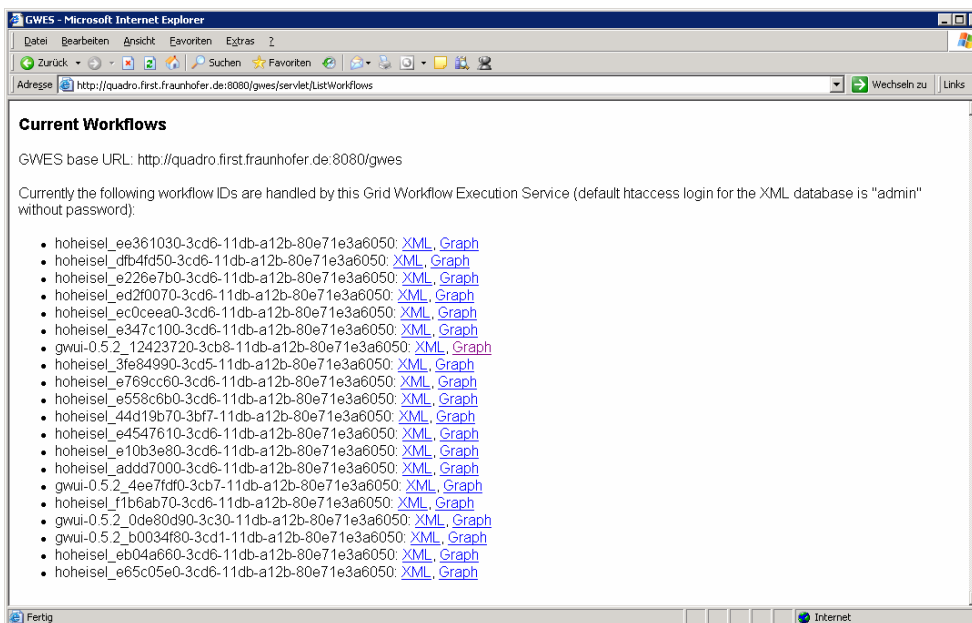 GWES - Microsoft Internet Explorer
Datei Bearbeiten Ansicht Favoriten Extras ?
Zurück Suchen Favoriten
Adresse http://quadro.first.fraunhofer.de:8080/gwes/servlet/ListWorkflows Wechseln zu Links
Current Workflows
GWES base URL: http://quadro.first.fraunhofer.de:8080/gwes
Currently the following workflow IDs are handled by this Grid Workflow Execution Service (default htaccess login for the XML database is "admin"
without password):
• hoheisel_ee361030-3cd6-11db-a12b-80e71e3a6050: XML, Graph
• hoheisel_dfb4fd50-3cd6-11db-a12b-80e71e3a6050: XML, Graph
• hoheisel_e226e7b0-3cd6-11db-a12b-80e71e3a6050: XML, Graph
• hoheisel_ed2f0070-3cd6-11db-a12b-80e71e3a6050: XML, Graph
• hoheisel_ec0ceea0-3cd6-11db-a12b-80e71e3a6050: XML, Graph
• hoheisel_e347c100-3cd6-11db-a12b-80e71e3a6050: XML, Graph
• gwui-0.5.2_12423720-3cb8-11db-a12b-80e71e3a6050: XML, Graph
• hoheisel_3fe84990-3cd5-11db-a12b-80e71e3a6050: XML, Graph
• hoheisel_e769cc60-3cd6-11db-a12b-80e71e3a6050: XML, Graph
• hoheisel_e558c6b0-3cd6-11db-a12b-80e71e3a6050: XML, Graph
• hoheisel_44d19b70-3bf7-11db-a12b-80e71e3a6050: XML, Graph
• hoheisel_e4547610-3cd6-11db-a12b-80e71e3a6050: XML, Graph
• hoheisel_e10b3e80-3cd6-11db-a12b-80e71e3a6050: XML, Graph
• hoheisel_addd7000-3cd6-11db-a12b-80e71e3a6050: XML, Graph
• gwui-0.5.2_4ee7fdf0-3cb7-11db-a12b-80e71e3a6050: XML, Graph
• hoheisel_f1b6ab70-3cd6-11db-a12b-80e71e3a6050: XML, Graph
• gwui-0.5.2_0de80d90-3c30-11db-a12b-80e71e3a6050: XML, Graph
• gwui-0.5.2_b0034f80-3cd1-11db-a12b-80e71e3a6050: XML, Graph
• hoheisel_eb04a660-3cd6-11db-a12b-80e71e3a6050: XML, Graph
• hoheisel_e65c05e0-3cd6-11db-a12b-80e71e3a6050: XML, Graph
Fertig Internet